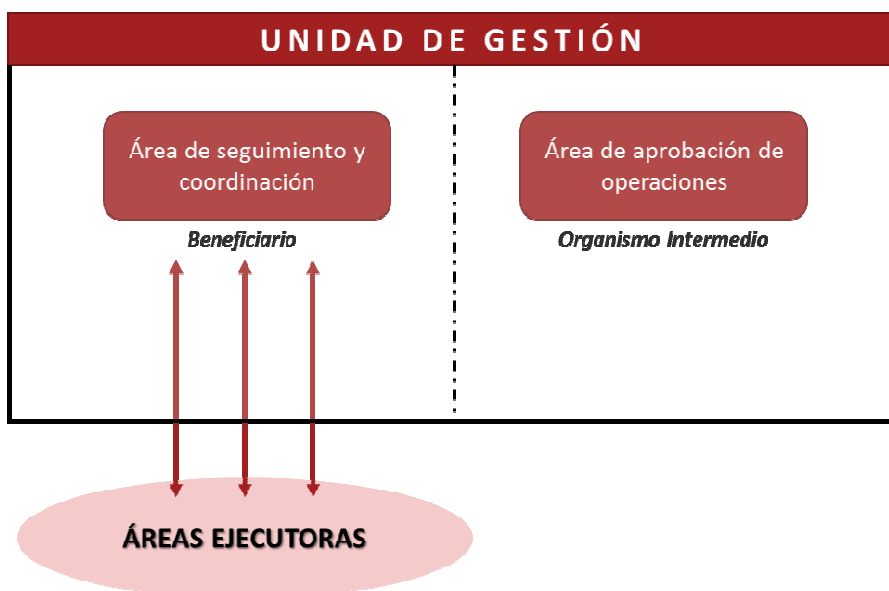 UNIDAD DE GESTIÓN
Área de seguimiento y
coordinación
Beneficiario
Área de aprobación de
operaciones
Organismo Intermedio
ÁREAS EJECUTORAS